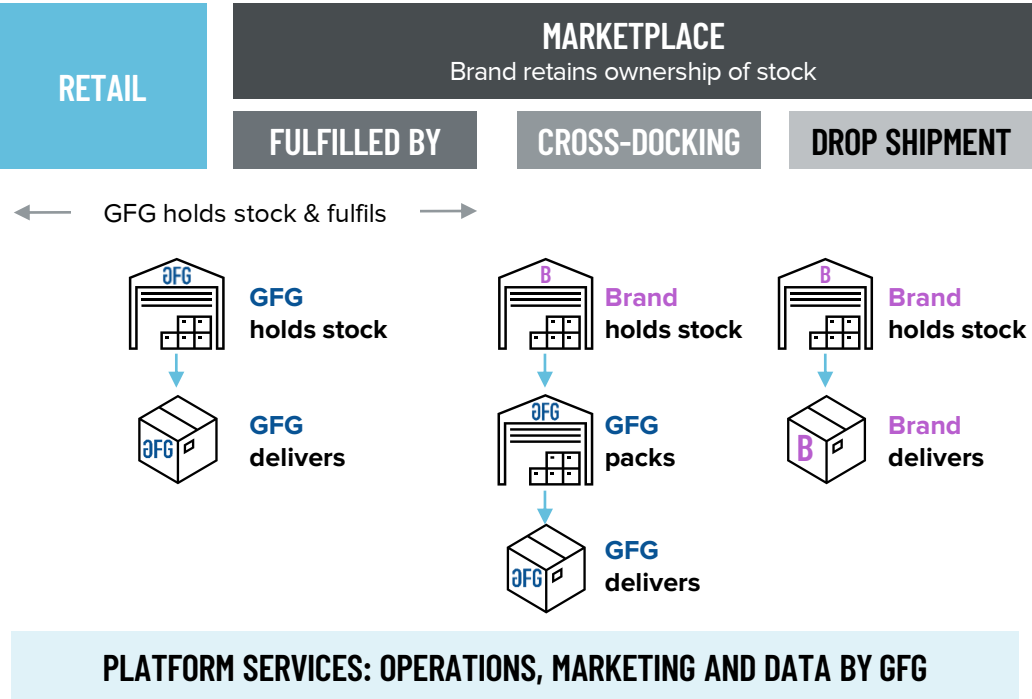 RETAIL
MARKETPLACE
Brand retains ownership of stock
FULFILLED BY
CROSS-DOCKING
DROP SHIPMENT
GFG holds stock & fulfils
GFG
GFG
holds stock
GFG
GFG
delivers
B
Brand
holds stock
GFG
GFG
packs
GFG
GFG
delivers
B
Brand
holds stock
B
Brand
delivers
PLATFORM SERVICES: OPERATIONS, MARKETING AND DATA BY GFG